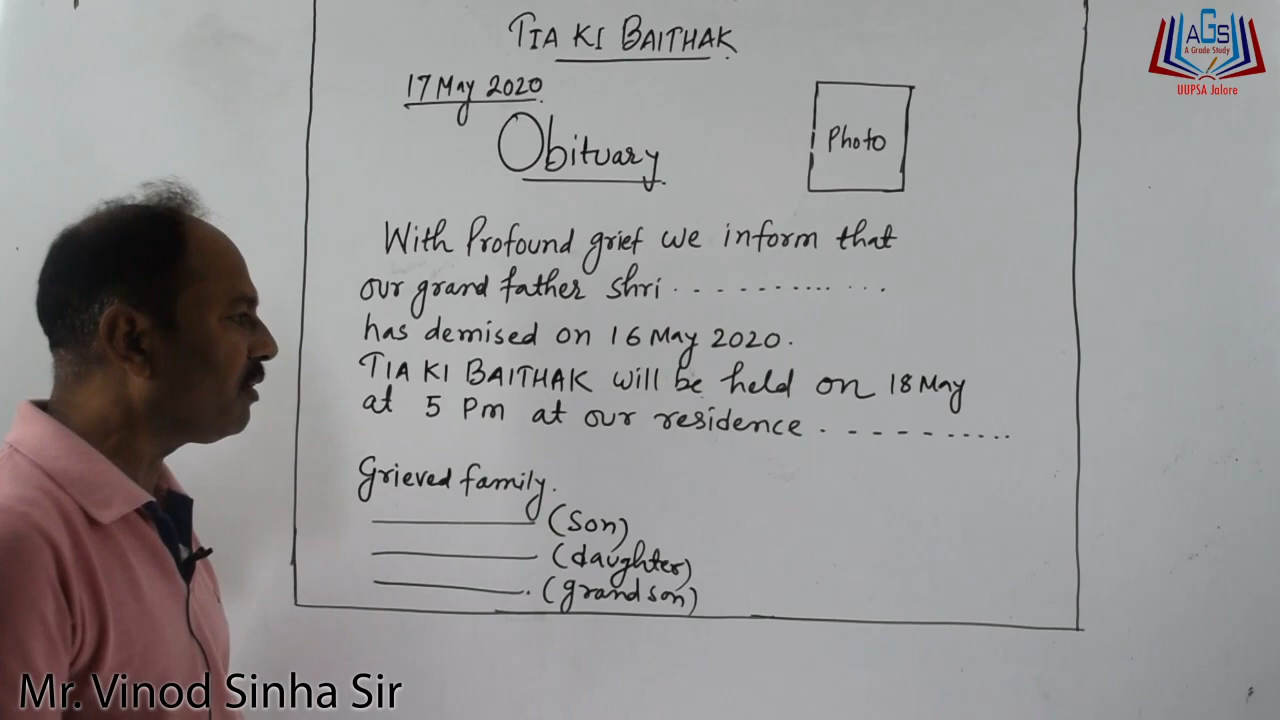 TIA KI BAITHAK
17 May 2020
Obituary
Photo
With Profound grief we inform that
our grand father Shri . - - - - - - - .... . . .
has demised on 16 May 2020.
TIA KI BAITHAK will be held on 18 May
at 5 Pm at our residence . - - - - - .....
Grieved family.
(Son)
(daughter)
(grandson)
AGS
A Grade Study
UUPSA Jalore
Mr. Vinod Sinha Sir